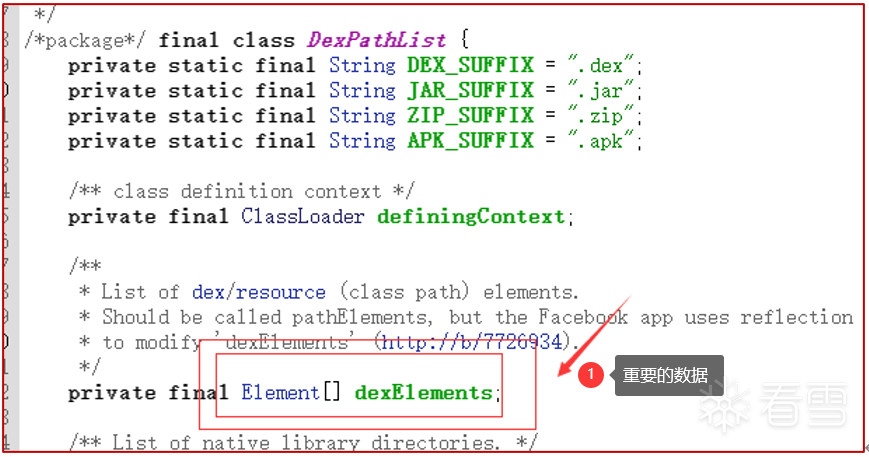 */
/*package*/ final class DexPathList {
private static final String DEX_SUFFIX = ".dex";
private static final String JAR_SUFFIX = ".jar";
private static final String ZIP_SUFFIX = ".zip";
private static final String APK_SUFFIX = ".apk";
/** class definition context */
private final ClassLoader definingContext;
/**
* List of dex/resource (class path) elements.
* Should be called pathElements, but the Facebook app uses reflection
* to modify 'dexElements' (http://b/7726934).
*/
private final Element[] dexElements;
1 重要的数据
/** List of native library directories. */
看雪